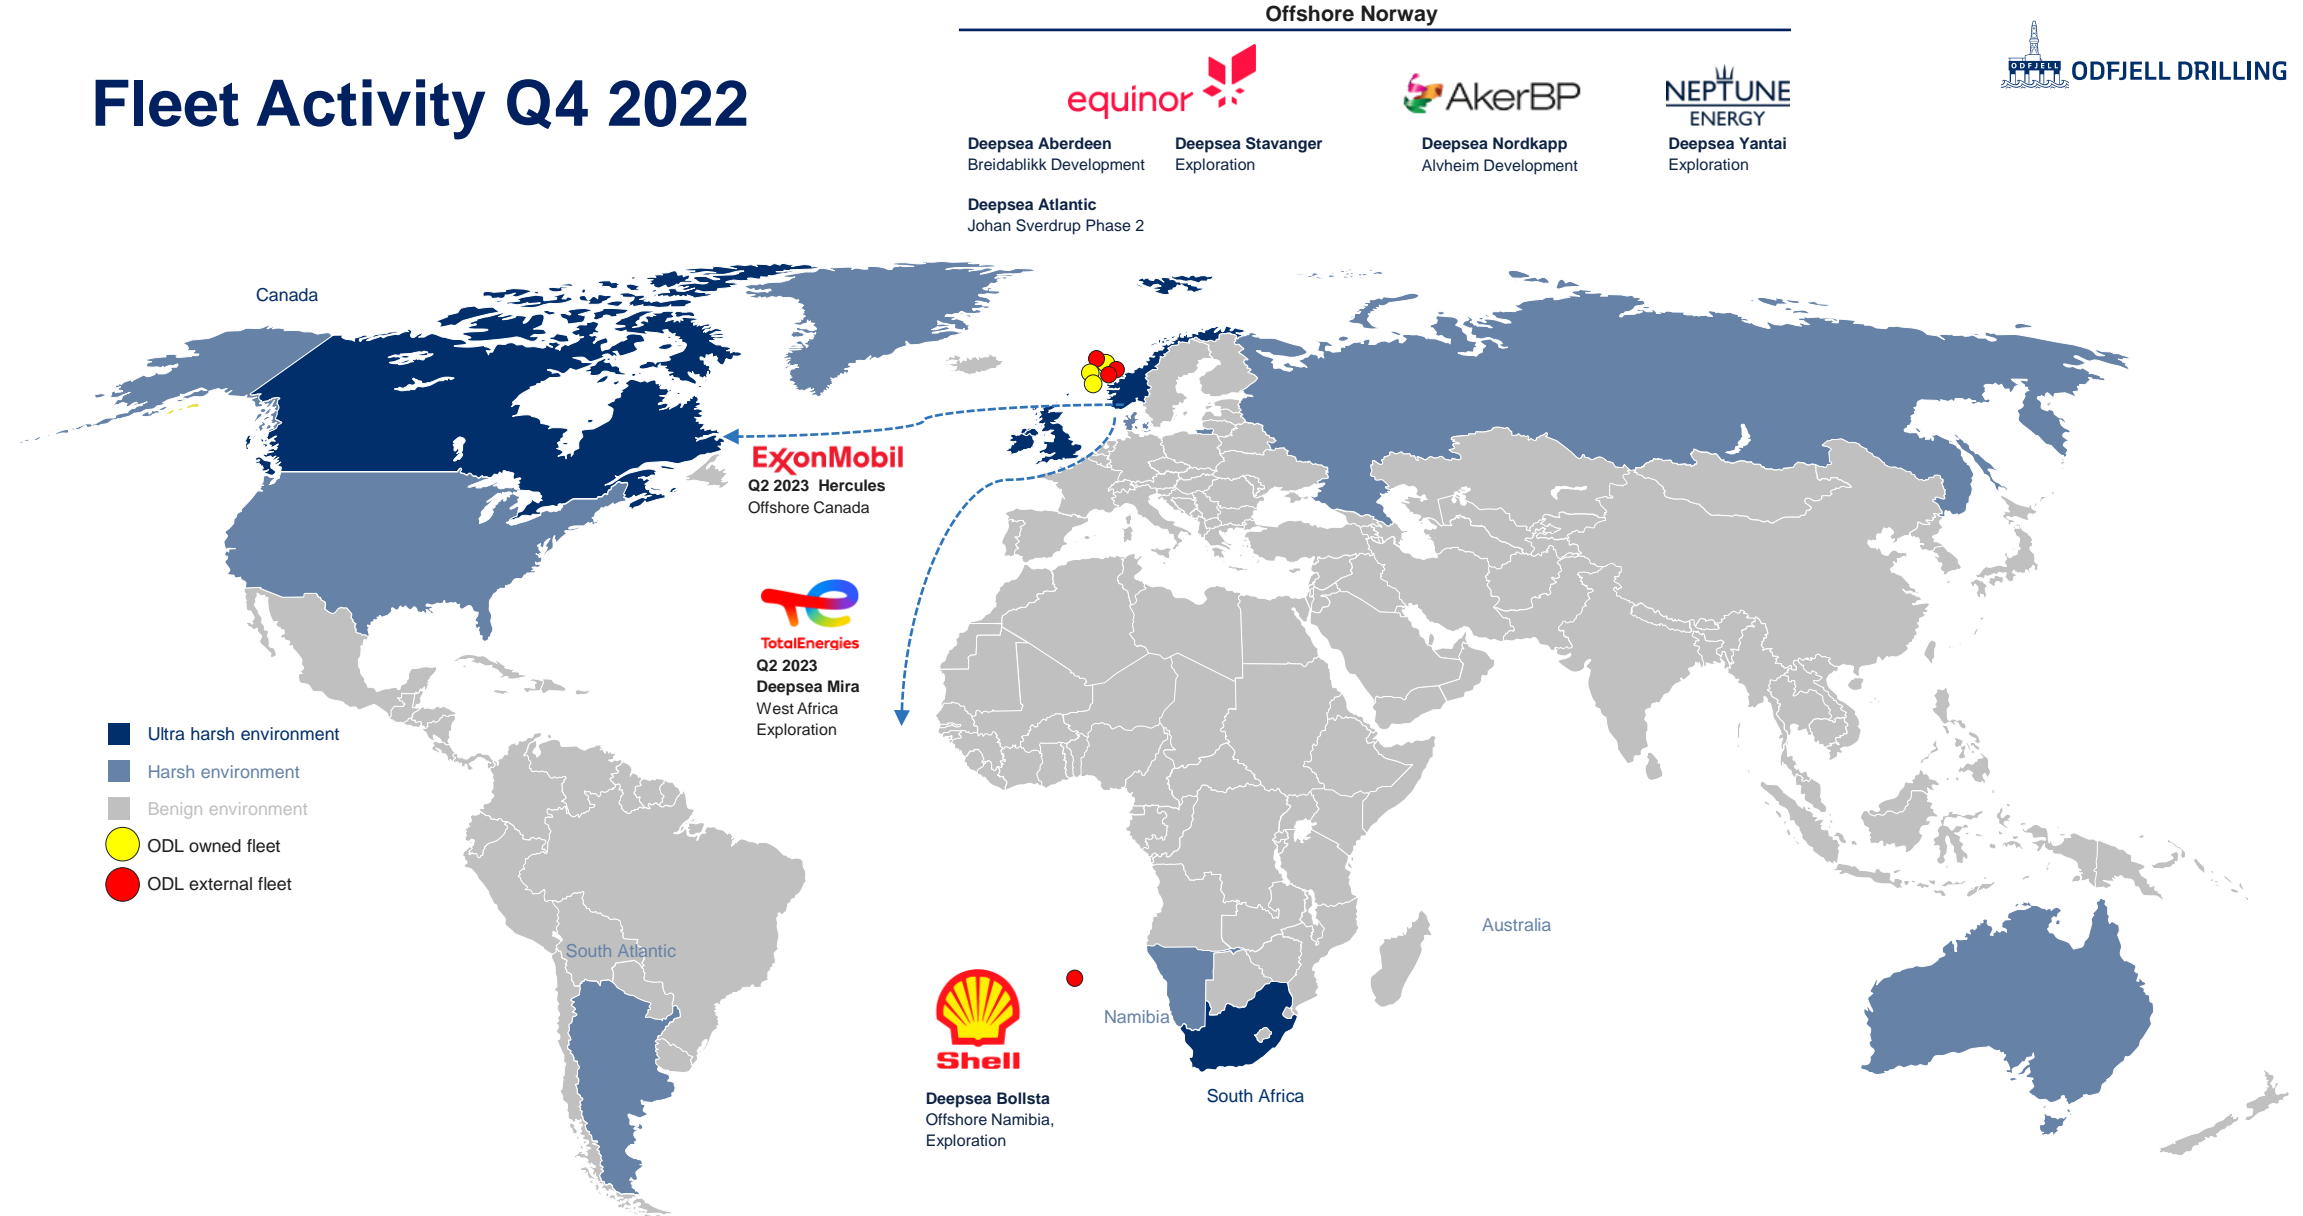 Offshore Norway
Fleet Activity Q4 2022
equinor
AkerBP
NEPTUNE
ENERGY
ODFJELL
ODFJELL DRILLING
Deepsea Aberdeen
Breidablikk Development
Deepsea Stavanger
Exploration
Deepsea Nordkapp
Alvheim Development
Deepsea Yantai
Exploration
Deepsea Atlantic
Johan Sverdrup Phase 2
Canada
ExxonMobil
Q2 2023 Hercules
Offshore Canada
TotalEnergies
Q2 2023
Deepsea Mira
West Africa
Exploration
Ultra harsh environment
Harsh environment
Benign environment
ODL owned fleet
ODL external fleet
South Atlantic
Australia
Namibia
South Africa
Shell
Deepsea Bollsta
Offshore Namibia,
Exploration